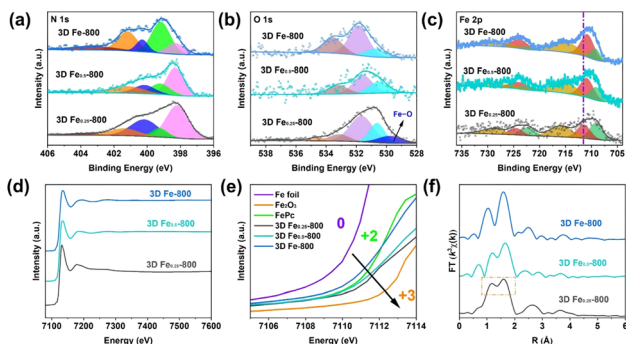 (a)
N 1s
3D Fe-800
3D Fe₀.₅-800
3D Fe₀.₂₅-800
Intensity (a.u.)
406 404 402 400 398 396
Binding Energy (eV)
(b)
O 1s
3D Fe-800
3D Fe₀.₅-800
3D Fe₀.₂₅-800
Fe–O
Intensity (a.u.)
538 536 534 532 530 528
Binding Energy (eV)
(c)
Fe 2p
3D Fe-800
3D Fe₀.₅-800
3D Fe₀.₂₅-800
Intensity (a.u.)
735 730 725 720 715 710 705
Binding Energy (eV)
(d)
3D Fe-800
3D Fe₀.₅-800
3D Fe₀.₂₅-800
Intensity (a.u.)
7100 7200 7300 7400 7500 7600
Energy (eV)
(e)
Fe foil
Fe₂O₃
FePc
3D Fe₀.₂₅-800
3D Fe₀.₅-800
3D Fe-800
0
+2
+3
Intensity (a.u.)
7106 7108 7110 7112 7114
Energy (eV)
(f)
3D Fe-800
3D Fe₀.₅-800
3D Fe₀.₂₅-800
FT (k³χ(k))
0 1 2 3 4 5 6
R (Å)